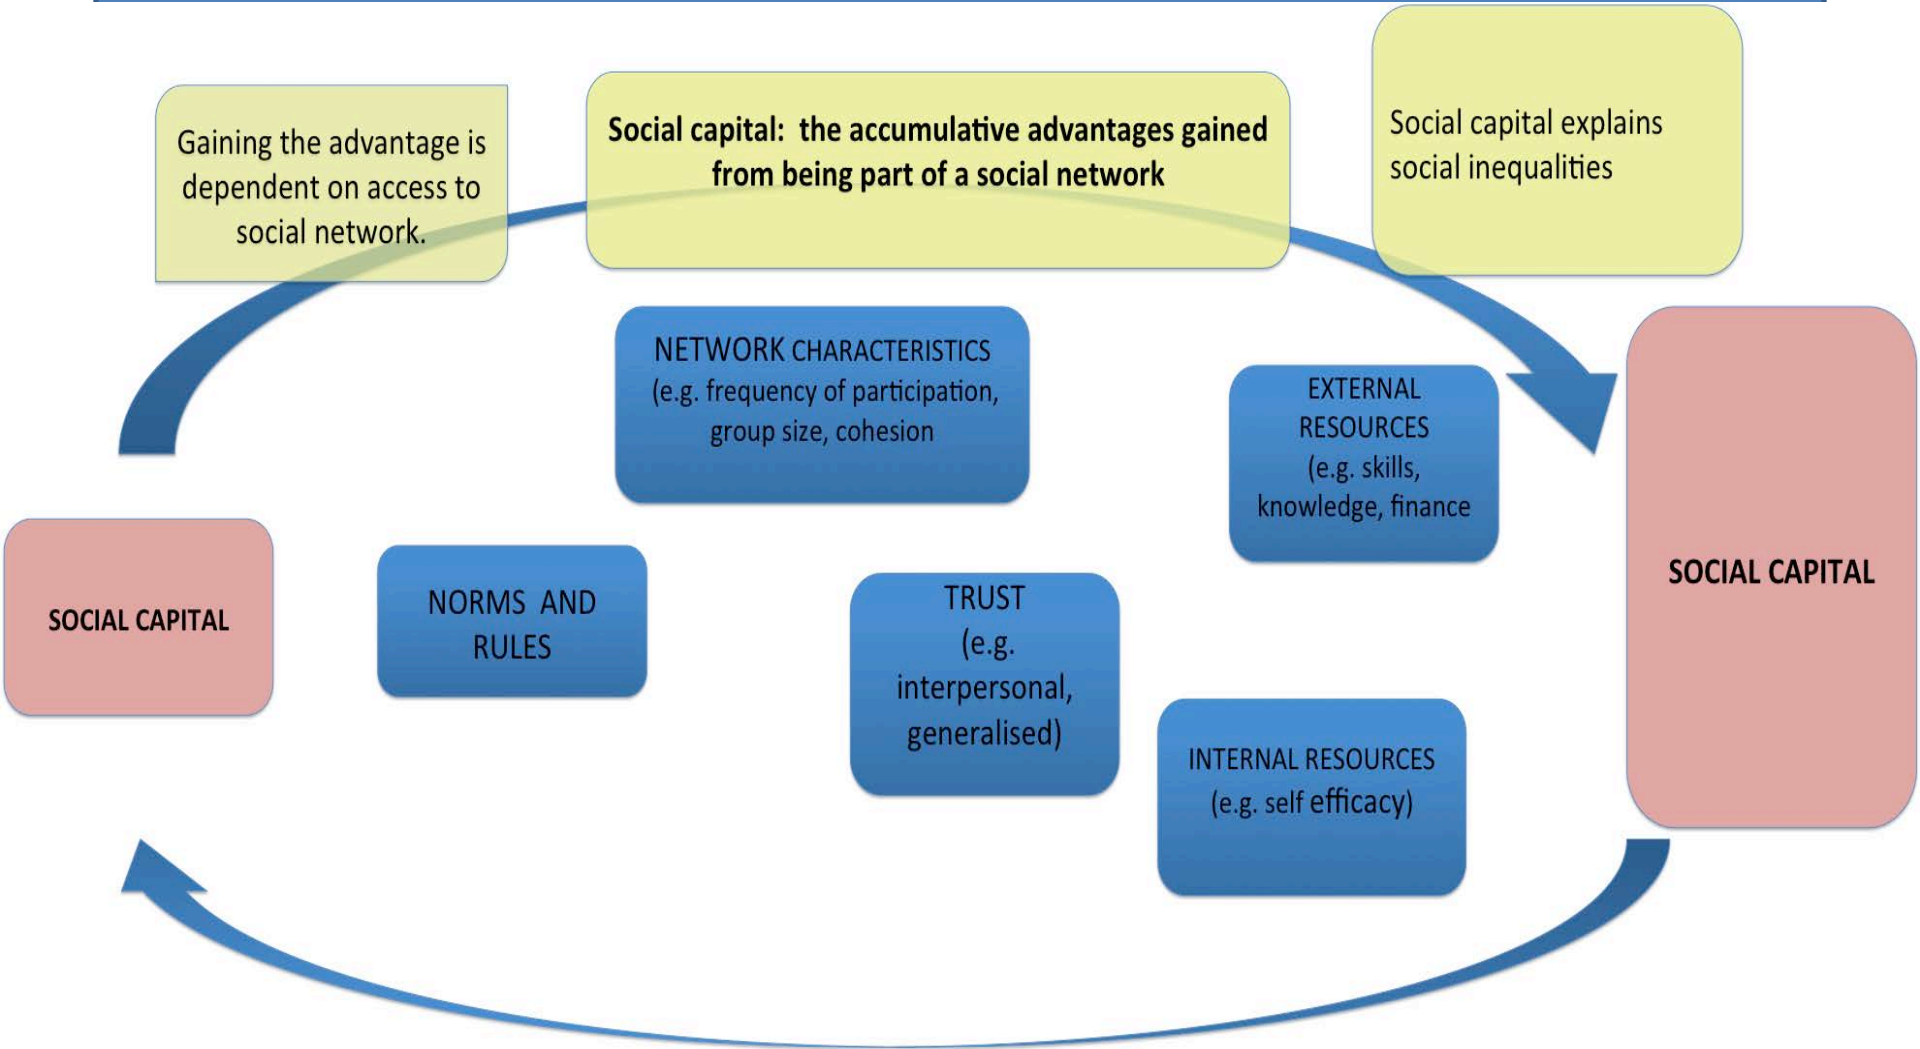 Gaining the advantage is
dependent on access to
social network.
Social capital:  the accumulative advantages gained
from being part of a social network
Social capital explains
social inequalities
NETWORK CHARACTERISTICS
(e.g. frequency of participation,
group size, cohesion
EXTERNAL
RESOURCES
(e.g. skills,
knowledge, finance
SOCIAL CAPITAL
NORMS  AND
RULES
TRUST
(e.g.
interpersonal,
generalised)
INTERNAL RESOURCES
(e.g. self efficacy)
SOCIAL CAPITAL